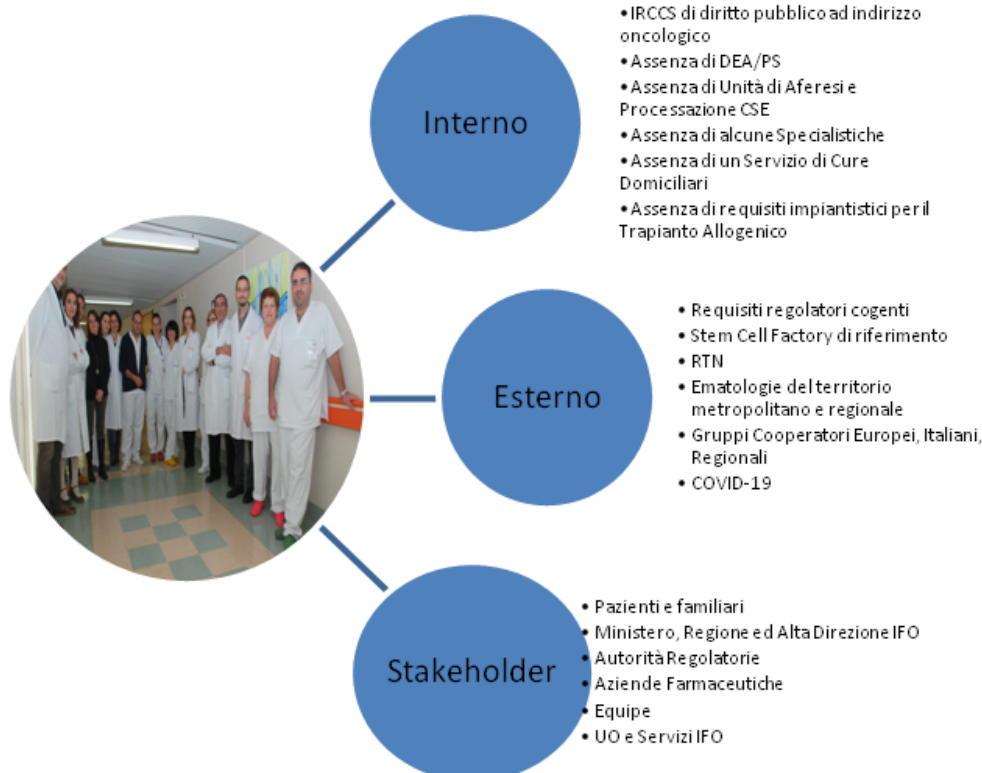 Interno
• IRCCS di diritto pubblico ad indirizzo
oncologico
• Assenza di DEA/PS
• Assenza di Unità di Aferesi e
Processazione CSE
• Assenza di alcune Specialistiche
• Assenza di un Servizio di Cure
Domiciliari
• Assenza di requisiti impiantistici per il
Trapianto Allogenico
Esterno
• Requisiti regolatori cogenti
• Stem Cell Factory di riferimento
• RTN
• Ematologie del territorio
metropolitano e regionale
• Gruppi Cooperatori Europei, Italiani,
Regionali
• COVID-19
Stakeholder
• Pazienti e familiari
• Ministero, Regione ed Alta Direzione IFO
• Autorità Regolatorie
• Aziende Farmaceutiche
• Equipe
• UO e Servizi IFO